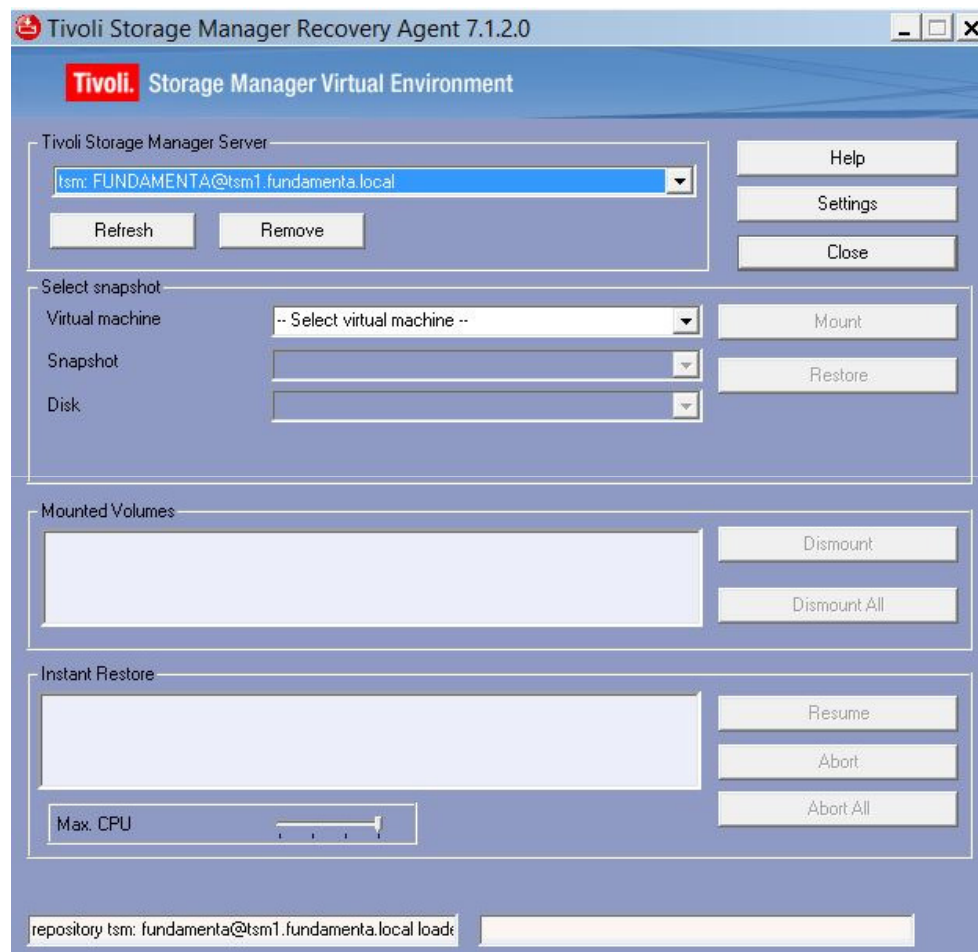 Tivoli Storage Manager Recovery Agent 7.1.2.0
Tivoli. Storage Manager Virtual Environment
Tivoli Storage Manager Server
tsm: FUNDAMENTA@tsm1.fundamenta.local
Refresh
Remove
Help
Settings
Close
Select snapshot
Virtual machine
-- Select virtual machine --
Snapshot
Disk
Mount
Restore
Mounted Volumes
Dismount
Dismount All
Instant Restore
Resume
Abort
Abort All
Max. CPU
repository tsm: fundamenta@tsm1.fundamenta.local